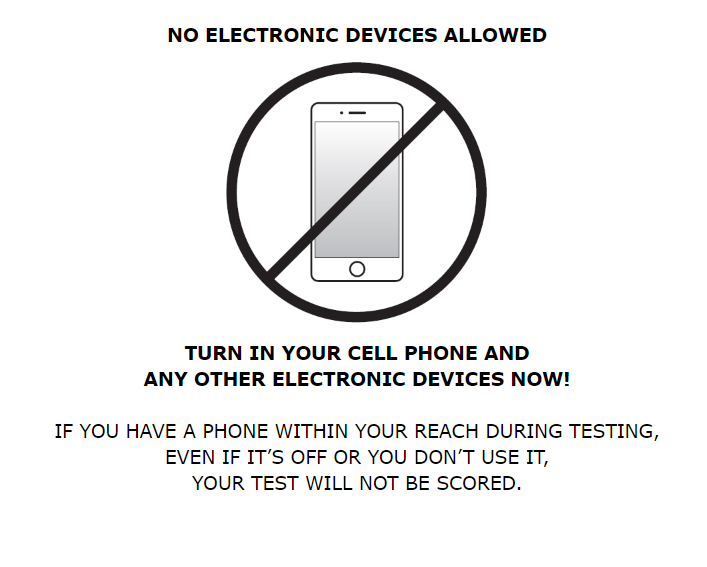 NO ELECTRONIC DEVICES ALLOWED
TURN IN YOUR CELL PHONE AND
ANY OTHER ELECTRONIC DEVICES NOW!
IF YOU HAVE A PHONE WITHIN YOUR REACH DURING TESTING,
EVEN IF IT’S OFF OR YOU DON’T USE IT,
YOUR TEST WILL NOT BE SCORED.